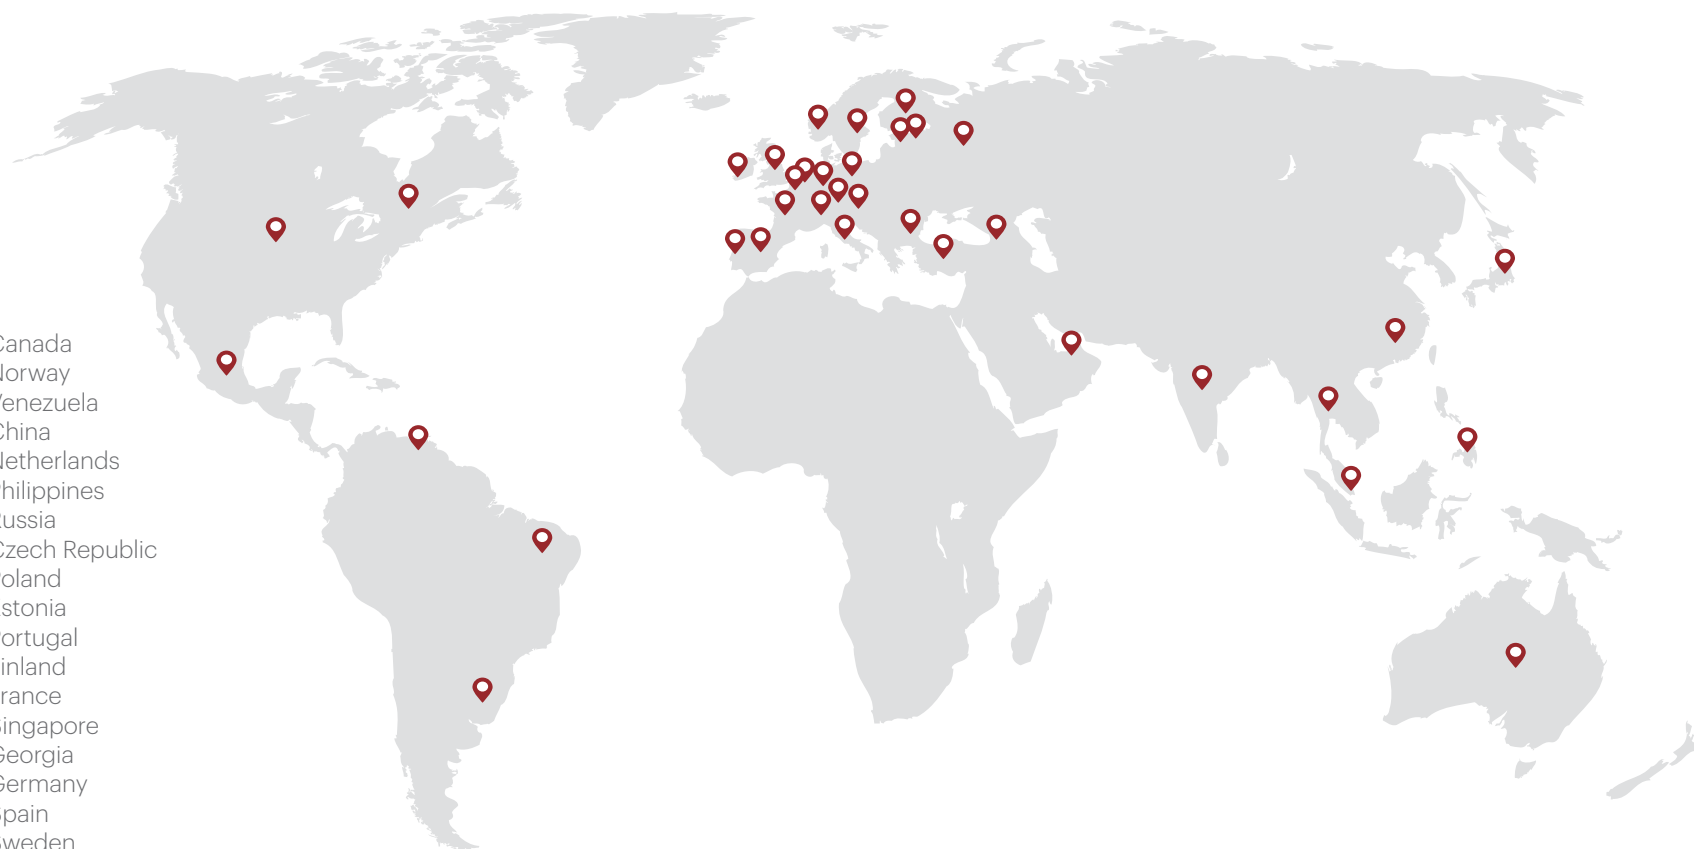 Canada
Norway
Venezuela
China
Netherlands
Philippines
Russia
Czech Republic
Poland
Estonia
Portugal
Finland
France
Singapore
Georgia
Germany
Spain
Sweden